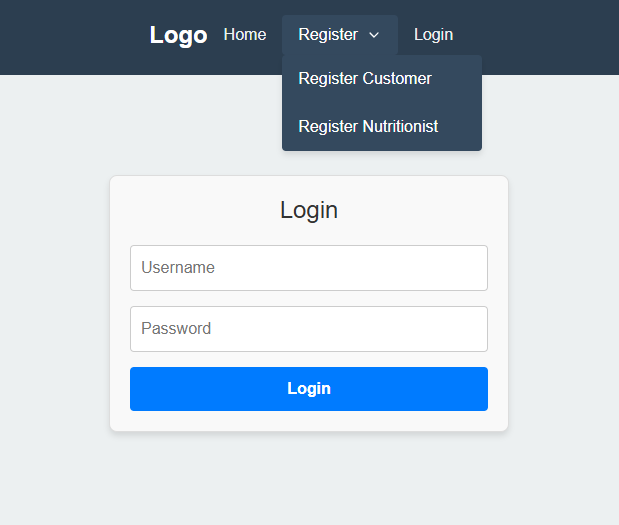 Logo Home Register Login
Register Customer
Register Nutritionist
Login
Username
Password
Login